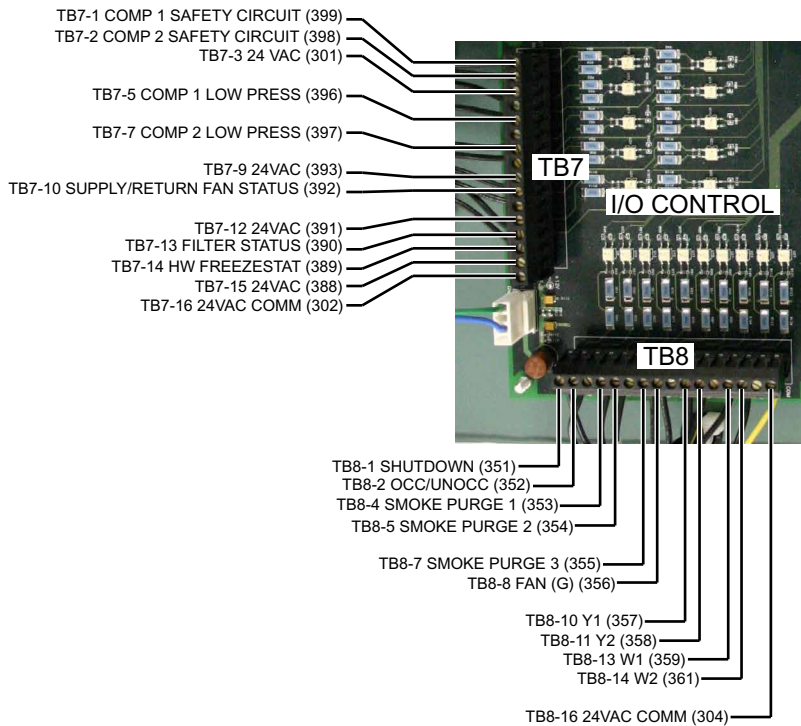 TB7-1 COMP 1 SAFETY CIRCUIT (399)
TB7-2 COMP 2 SAFETY CIRCUIT (398)
TB7-3 24 VAC (301)
TB7-5 COMP 1 LOW PRESS (396)
TB7-7 COMP 2 LOW PRESS (397)
TB7-9 24VAC (393)
TB7-10 SUPPLY/RETURN FAN STATUS (392)
TB7-12 24VAC (391)
TB7-13 FILTER STATUS (390)
TB7-14 HW FREEZESTAT (389)
TB7-15 24VAC (388)
TB7-16 24VAC COMM (302)
TB7
I/O CONTROL
TB8
COM
TB8-1 SHUTDOWN (351)
TB8-2 OCC/UNOCC (352)
TB8-4 SMOKE PURGE 1 (353)
TB8-5 SMOKE PURGE 2 (354)
TB8-7 SMOKE PURGE 3 (355)
TB8-8 FAN (G) (356)
TB8-10 Y1 (357)
TB8-11 Y2 (358)
TB8-13 W1 (359)
TB8-14 W2 (361)
TB8-16 24VAC COMM (304)